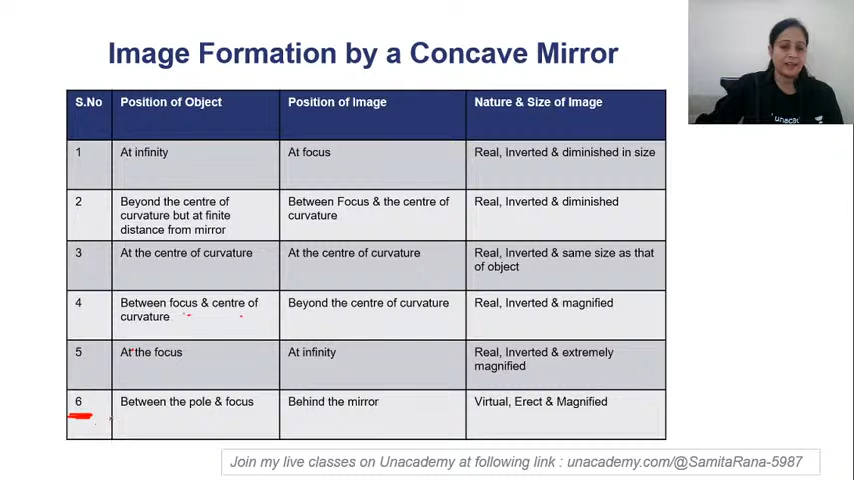 Image Formation by a Concave Mirror
S.No
Position of Object
Position of Image
Nature & Size of Image
1
At infinity
At focus
Real, Inverted & diminished in size
2
Beyond the centre of
curvature but at finite
distance from mirror
Between Focus & the centre of
curvature
Real, Inverted & diminished
3
At the centre of curvature
At the centre of curvature
Real, Inverted & same size as that
of object
4
Between focus & centre of
curvature
Beyond the centre of curvature
Real, Inverted & magnified
5
At the focus
At infinity
Real, Inverted & extremely
magnified
6
Between the pole & focus
Behind the mirror
Virtual, Erect & Magnified
Join my live classes on Unacademy at following link : unacademy.com/@SamitaRana-5987